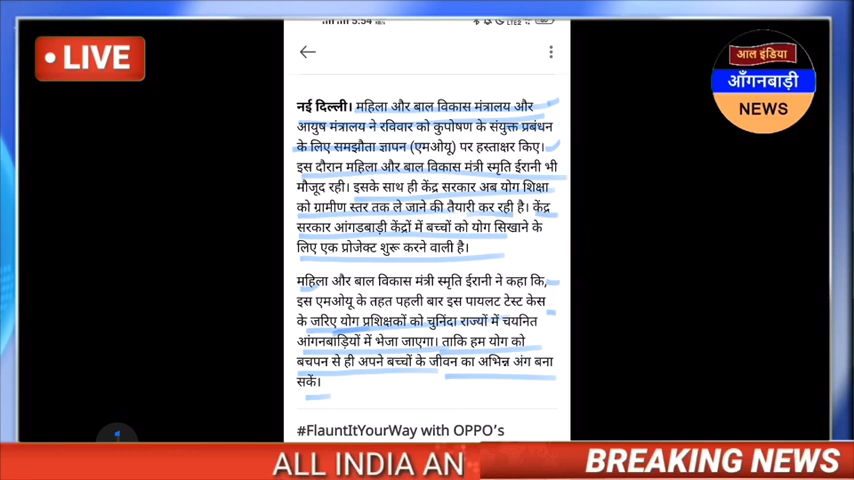 5:54
LTE2
• LIVE
आल इंडिया
आँगनबाड़ी
NEWS
नई दिल्ली। महिला और बाल विकास मंत्रालय और
आयुष मंत्रालय ने रविवार को कुपोषण के संयुक्त प्रबंधन
के लिए समझौता ज्ञापन (एमओयू) पर हस्ताक्षर किए।
इस दौरान महिला और बाल विकास मंत्री स्मृति ईरानी भी
मौजूद रही। इसके साथ ही केंद्र सरकार अब योग शिक्षा
को ग्रामीण स्तर तक ले जाने की तैयारी कर रही है। केंद्र
सरकार आंगडबाड़ी केंद्रों में बच्चों को योग सिखाने के
लिए एक प्रोजेक्ट शुरू करने वाली है।
महिला और बाल विकास मंत्री स्मृति ईरानी ने कहा कि,
इस एमओयू के तहत पहली बार इस पायलट टेस्ट केस
के जरिए योग प्रशिक्षकों को चुनिंदा राज्यों में चयनित
आंगनबाड़ियों में भेजा जाएगा। ताकि हम योग को
बचपन से ही अपने बच्चों के जीवन का अभिन्न अंग बना
सकें।
#FlauntItYourWay with OPPO's
ALL INDIA AN
BREAKING NEWS